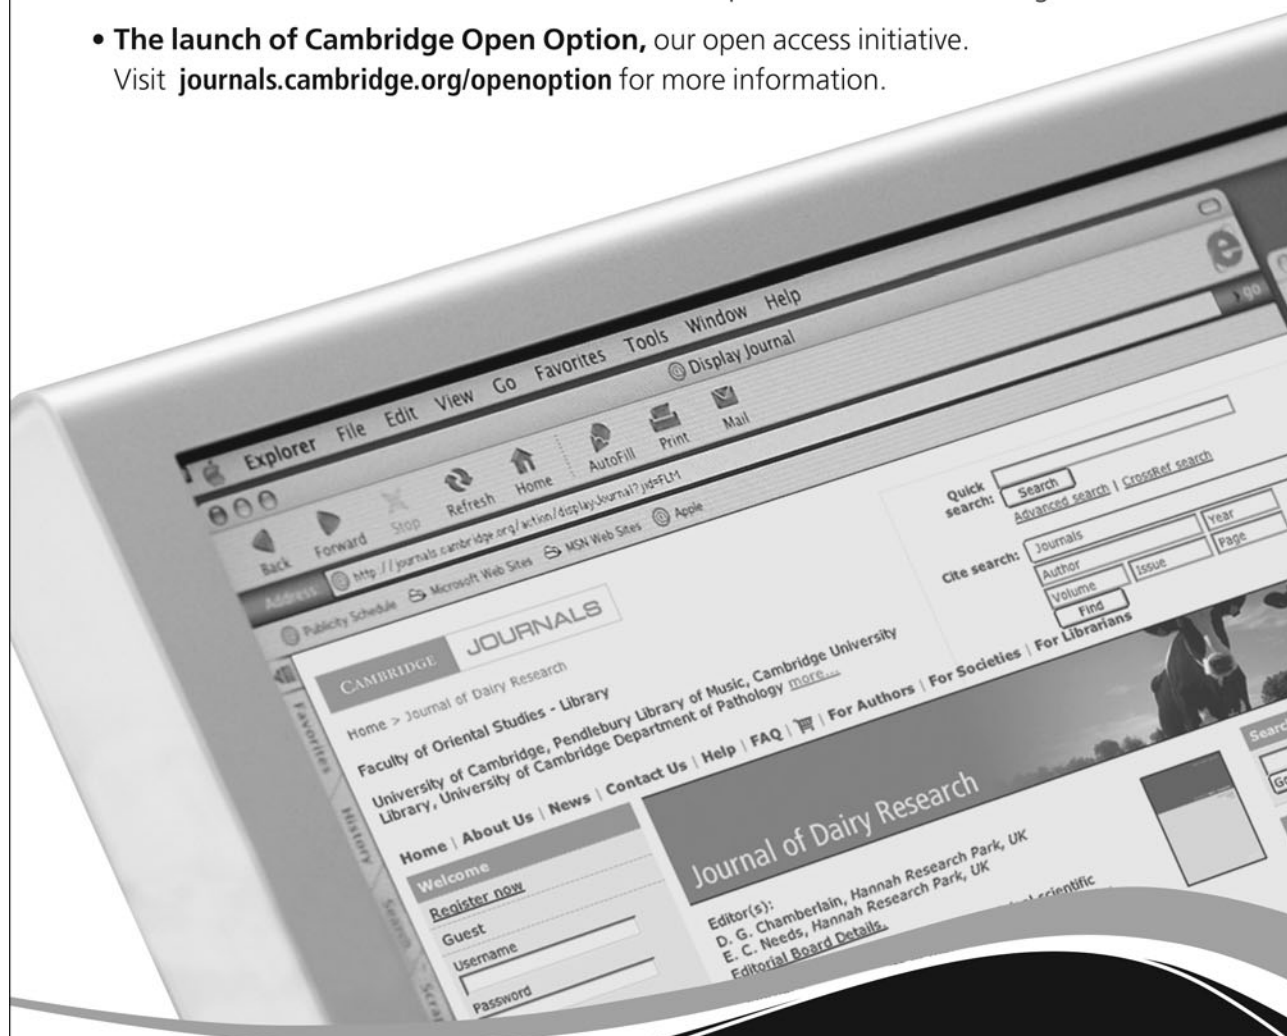 • The launch of Cambridge Open Option, our open access initiative.
Visit journals.cambridge.org/openoption for more information.
Explorer File Edit View Go Favorites Tools Window Help
Display Journal
Back Forward Stop Refresh Home AutoFill Print Mail
Address http://journals.cambridge.org/action/displayJournal?jid=FLM
go
Publicity Schedule Microsoft Web Sites MSN Web Sites Apple
Favorites
History
Search
CAMBRIDGE JOURNALS
Quick search:
Search
Advanced search | CrossRef search
Cite search:
Journals Year
Author
Volume Issue Page
Find
Home > Journal of Dairy Research
Faculty of Oriental Studies - Library
University of Cambridge, Pendlebury Library of Music, Cambridge University
Library, University of Cambridge Department of Pathology more...
Home | About Us | News | Contact Us | Help | FAQ | | For Authors | For Societies | For Librarians
Welcome
Register now
Guest
Username
Password
Journal of Dairy Research
Editor(s):
D. G. Chamberlain, Hannah Research Park, UK
E. C. Needs, Hannah Research Park, UK
Editorial Board Details.
scientific